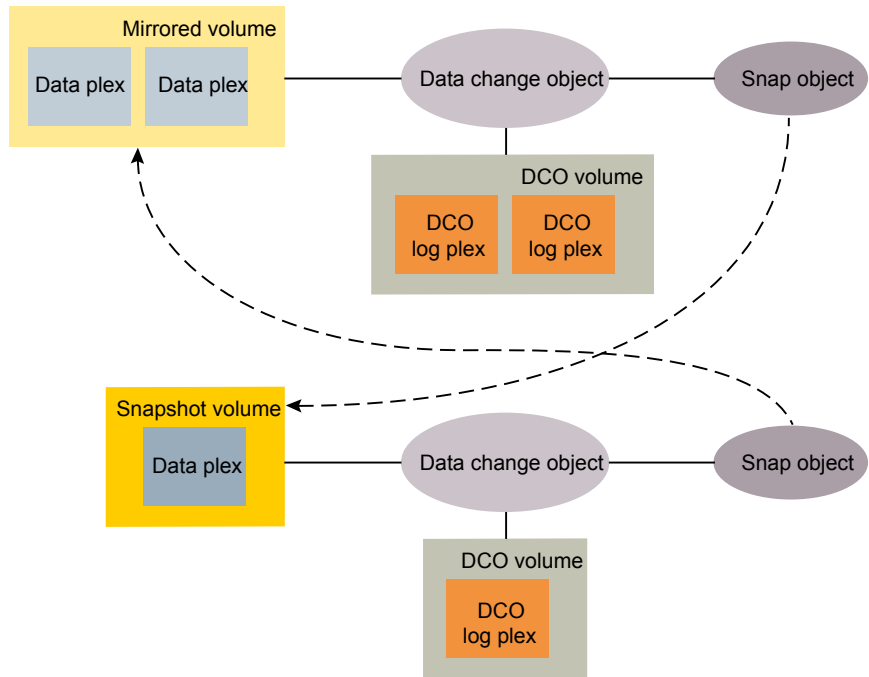 Mirrored volume
Data plex
Data plex
Data change object
Snap object
DCO volume
DCO
log plex
DCO
log plex
Snapshot volume
Data plex
Data change object
Snap object
DCO volume
DCO
log plex